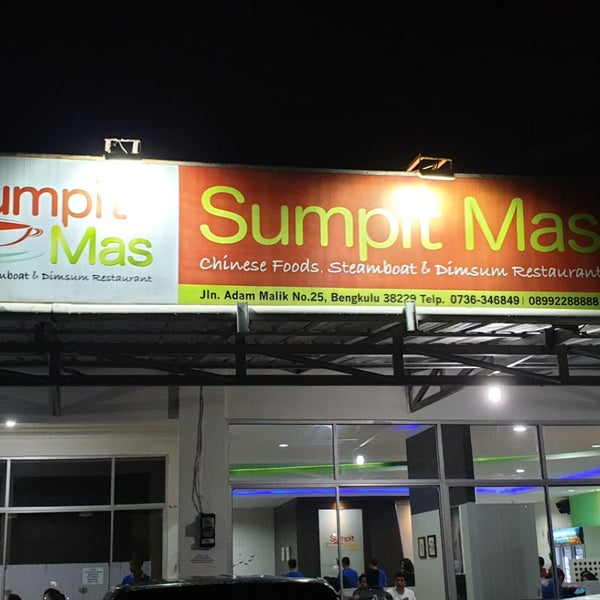 umpit
Mas
mboat & Dimsum Restaurant
Sumpit Mas
Chinese Foods, Steamboat & Dimsum Restaurant
Jln. Adam Malik No.25, Bengkulu 38229 Telp. 0736-346849 | 08992288888
Sumpit
Mas